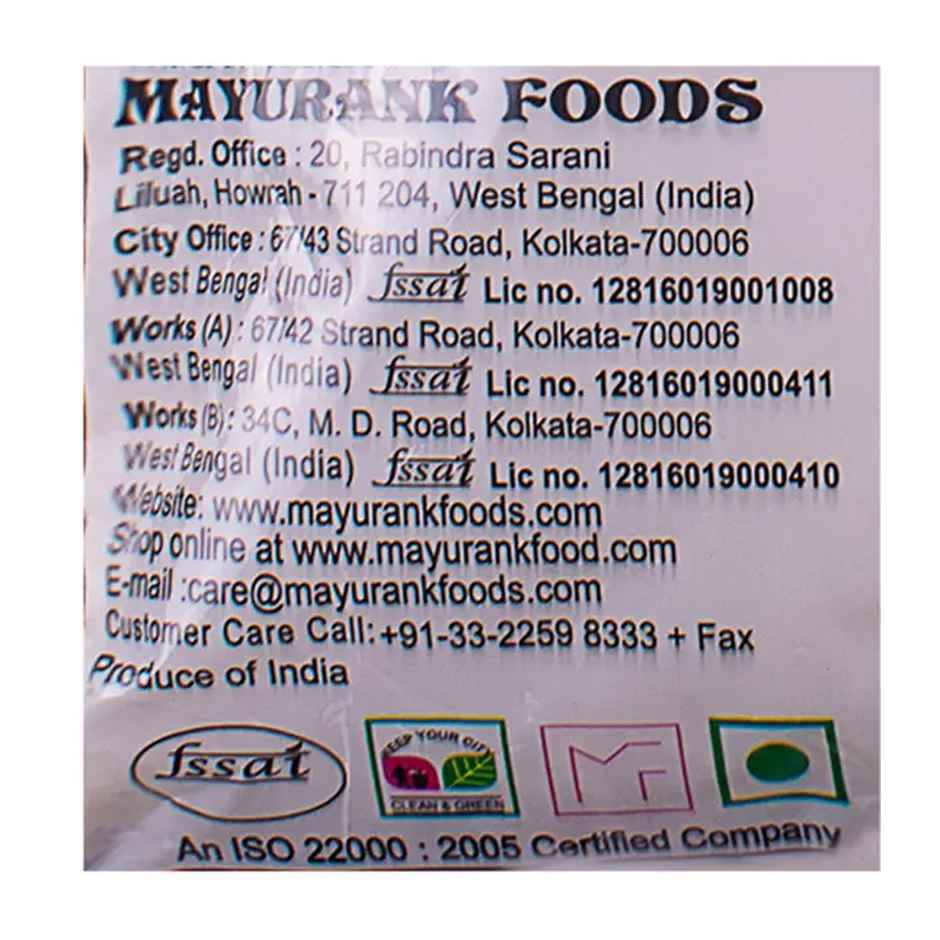 MAYURANK FOODS
Regd. Office : 20, Rabindra Sarani
Liluah, Howrah - 711 204, West Bengal (India)
City Office : 67/43 Strand Road, Kolkata-700006
West Bengal (India) fssai Lic no. 12816019001008
Works (A) : 67/42 Strand Road, Kolkata-700006
West Bengal (India) fssai Lic no. 12816019000411
Works (B) : 34C, M. D. Road, Kolkata-700006
West Bengal (India) fssai Lic no. 12816019000410
Website: www.mayurankfoods.com
Shop online at www.mayurankfood.com
E-mail :care@mayurankfoods.com
Customer Care Call:+91-33-2259 8333 + Fax
Produce of India
fssai
KEEP YOUR CITY
CLEAN & GREEN
MF
An ISO 22000 : 2005 Certified Company